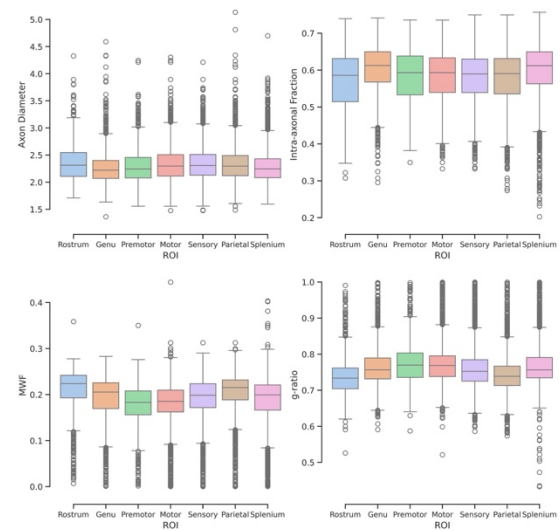 5.0
4.5
4.0
3.5
3.0
2.5
2.0
1.5
Axon Diameter
Rostrum Genu Premotor Motor Sensory Parietal Splenium
ROI
0.7
0.6
0.5
0.4
0.3
0.2
Intra-axonal Fraction
Rostrum Genu Premotor Motor Sensory Parietal Splenium
ROI
0.4
0.3
0.2
0.1
0.0
MWF
Rostrum Genu Premotor Motor Sensory Parietal Splenium
ROI
1.0
0.9
0.8
0.7
0.6
0.5
g-ratio
Rostrum Genu Premotor Motor Sensory Parietal Splenium
ROI